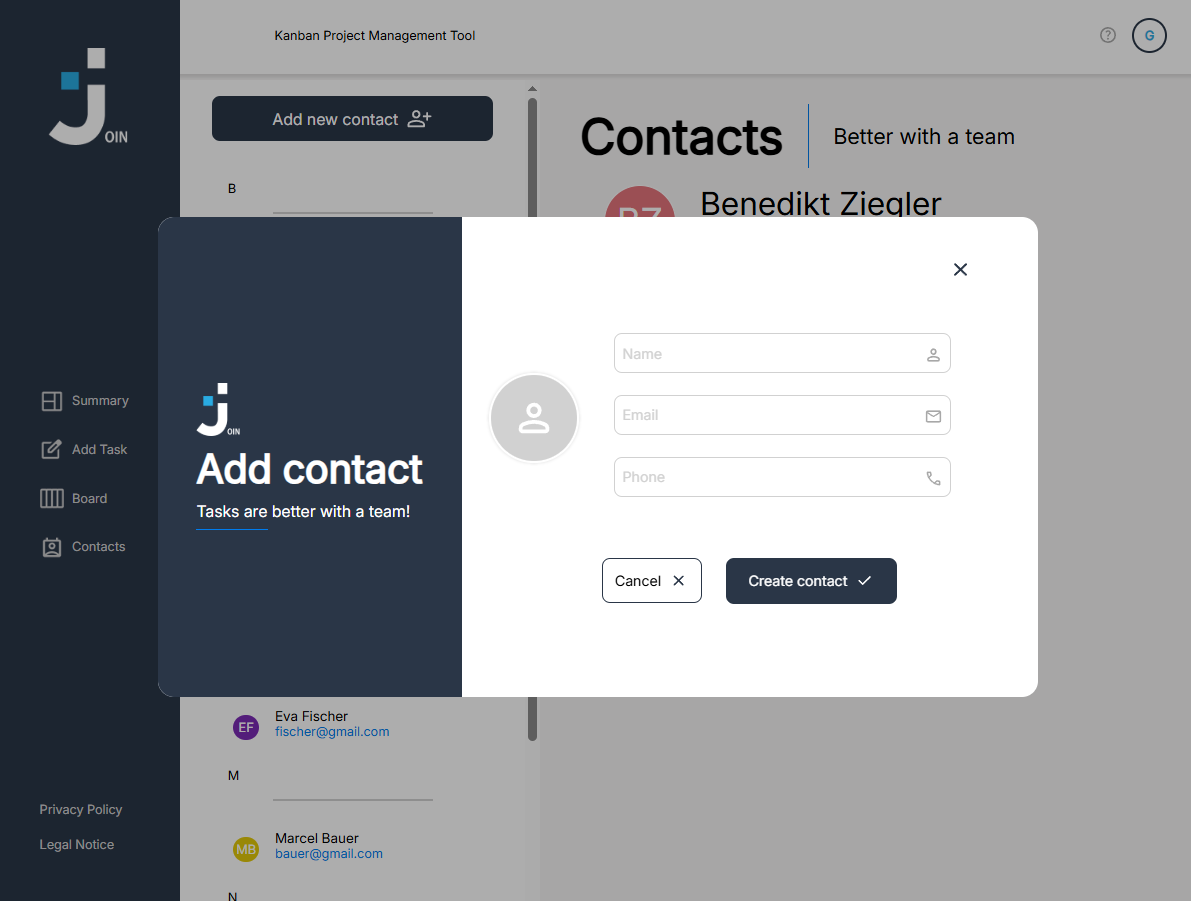 Kanban Project Management Tool
G
JOIN
Add new contact
Contacts
Better with a team
B
BZ
Benedikt Ziegler
Summary
Add Task
Board
Contacts
JOIN
Add contact
Tasks are better with a team!
Name
Email
Phone
Cancel
Create contact
EF
Eva Fischer
fischer@gmail.com
M
MB
Marcel Bauer
bauer@gmail.com
N
Privacy Policy
Legal Notice